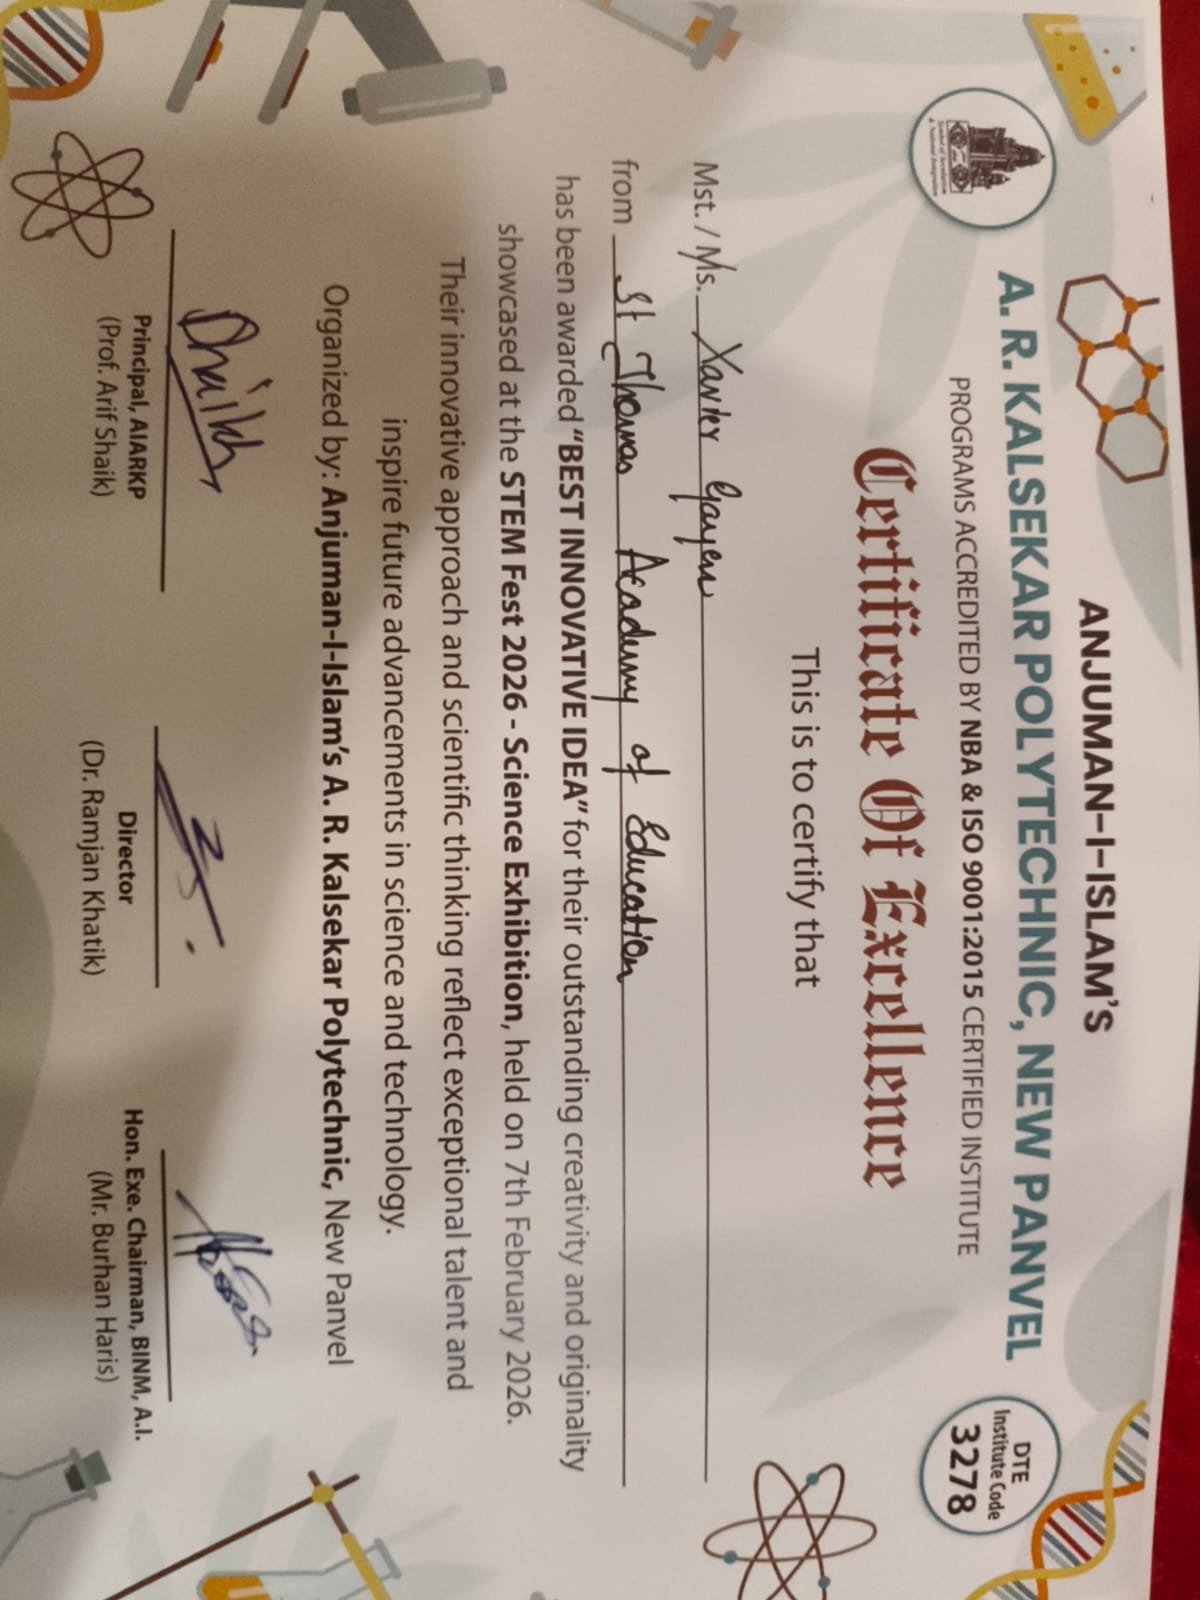 ANJUMAN-I-ISLAM'S
A. R. KALSEKAR POLYTECHNIC, NEW PANVEL
PROGRAMS ACCREDITED BY NBA & ISO 9001:2015 CERTIFIED INSTITUTE
DTE
Institute Code
3278
Certificate Of Excellence
This is to certify that
Mst. / Ms. Xavier Gayen
from St Thomas Academy of Education
has been awarded "BEST INNOVATIVE IDEA" for their outstanding creativity and originality
showcased at the STEM Fest 2026 - Science Exhibition, held on 7th February 2026.
Their innovative approach and scientific thinking reflect exceptional talent and
inspire future advancements in science and technology.
Organized by: Anjuman-I-Islam's A. R. Kalsekar Polytechnic, New Panvel
Principal, AIARKP
(Prof. Arif Shaik)
Director
(Dr. Ramjan Khatik)
Hon. Exe. Chairman, BINM, A.I.
(Mr. Burhan Haris)